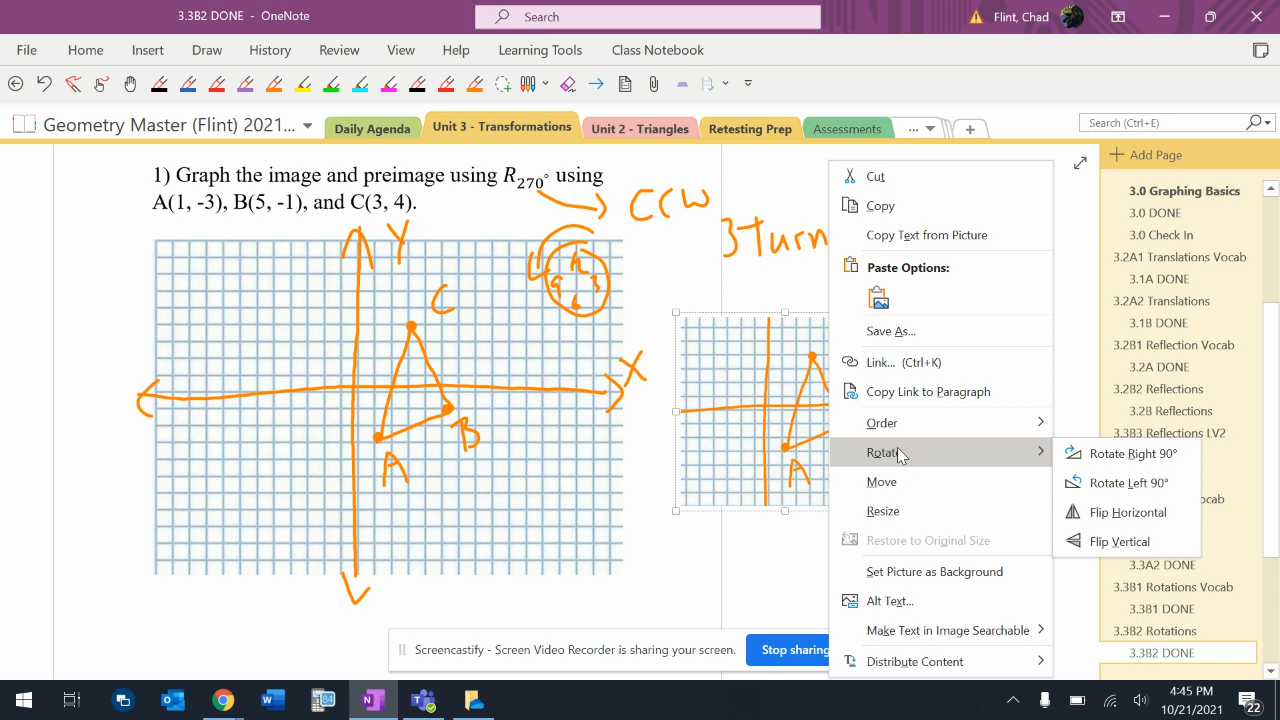 3.3B2 DONE - OneNote
Search
Flint, Chad
File Home Insert Draw History Review View Help Learning Tools Class Notebook
Geometry Master (Flint) 2021...
Daily Agenda
Unit 3 - Transformations
Unit 2 - Triangles
Retesting Prep
Assessments
...
Search (Ctrl+E)
1) Graph the image and preimage using R270° using
A(1, -3), B(5, -1), and C(3, 4).
CCW
3 turn
Y
C
X
B
A
12
9 3
6
A
Cut
Copy
Copy Text from Picture
Paste Options:
Save As...
Link... (Ctrl+K)
Copy Link to Paragraph
Order
Rotate
Move
Resize
Restore to Original Size
Set Picture as Background
Alt Text...
Make Text in Image Searchable
Distribute Content
Rotate Right 90°
Rotate Left 90°
Flip Horizontal
Flip Vertical
Add Page
3.0 Graphing Basics
3.0 DONE
3.0 Check In
3.2A1 Translations Vocab
3.1A DONE
3.2A2 Translations
3.1B DONE
3.2B1 Reflection Vocab
3.2A DONE
3.2B2 Reflections
3.2B Reflections
3.3B3 Reflections LV2
ocab
3.3A2 DONE
3.3B1 Rotations Vocab
3.3B1 DONE
3.3B2 Rotations
3.3B2 DONE
Screencastify - Screen Video Recorder is sharing your screen.
Stop sharing
84
4:45 PM
10/21/2021
22